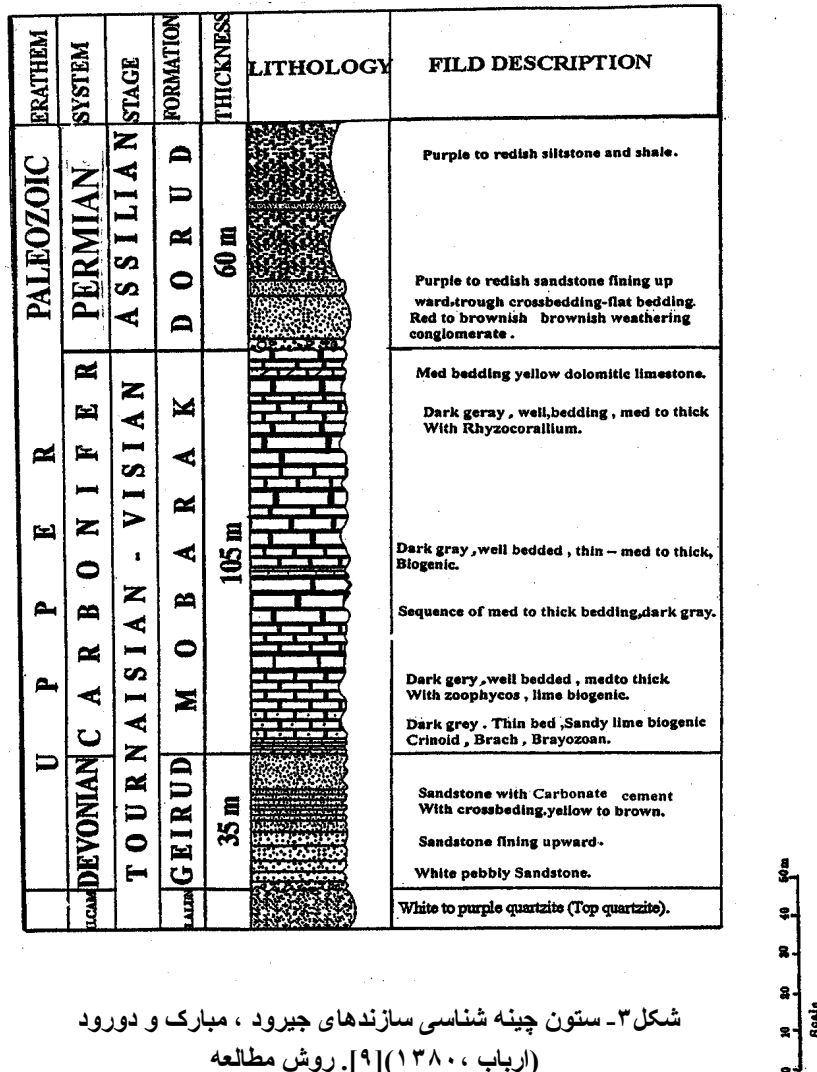 ERATHEM
SYSTEM
STAGE
FORMATION
THICKNESS
LITHOLOGY
FILD DESCRIPTION
UPPER PALEOZOIC
PERMIAN
ASSILIAN
DORUD
60 m
Purple to redish siltstone and shale.
Purple to redish sandstone fining up
ward,trough crossbedding-flat bedding.
Red to brownish brownish weathering
conglomerate .
CARBONIFER
TOURNAISIAN - VISIAN
MOBARAK
105 m
Med bedding yellow dolomitic limestone.
Dark geray , well,bedding , med to thick
With Rhyzocorallium.
Dark gray ,well bedded , thin – med to thick,
Biogenic.
Sequence of med to thick bedding,dark gray.
Dark gery ,well bedded , medto thick
With zoophycos , lime biogenic.
Dark grey . Thin bed ,Sandy lime biogenic
Crinoid , Brach , Brayozoan.
DEVONIAN
GEIRUD
35 m
Sandstone with Carbonate cement
With crossbeding,yellow to brown.
Sandstone fining upward.
White pebbly Sandstone.
LALUN
White to purple quartzite (Top quartzite).
50 m
40
30
20
10
0
Scale
شکل۳- ستون چینه شناسی سازندهای جیرود ، مبارک و دورود
(ارباب ، ۱۳۸۰)[۹]. روش مطالعه